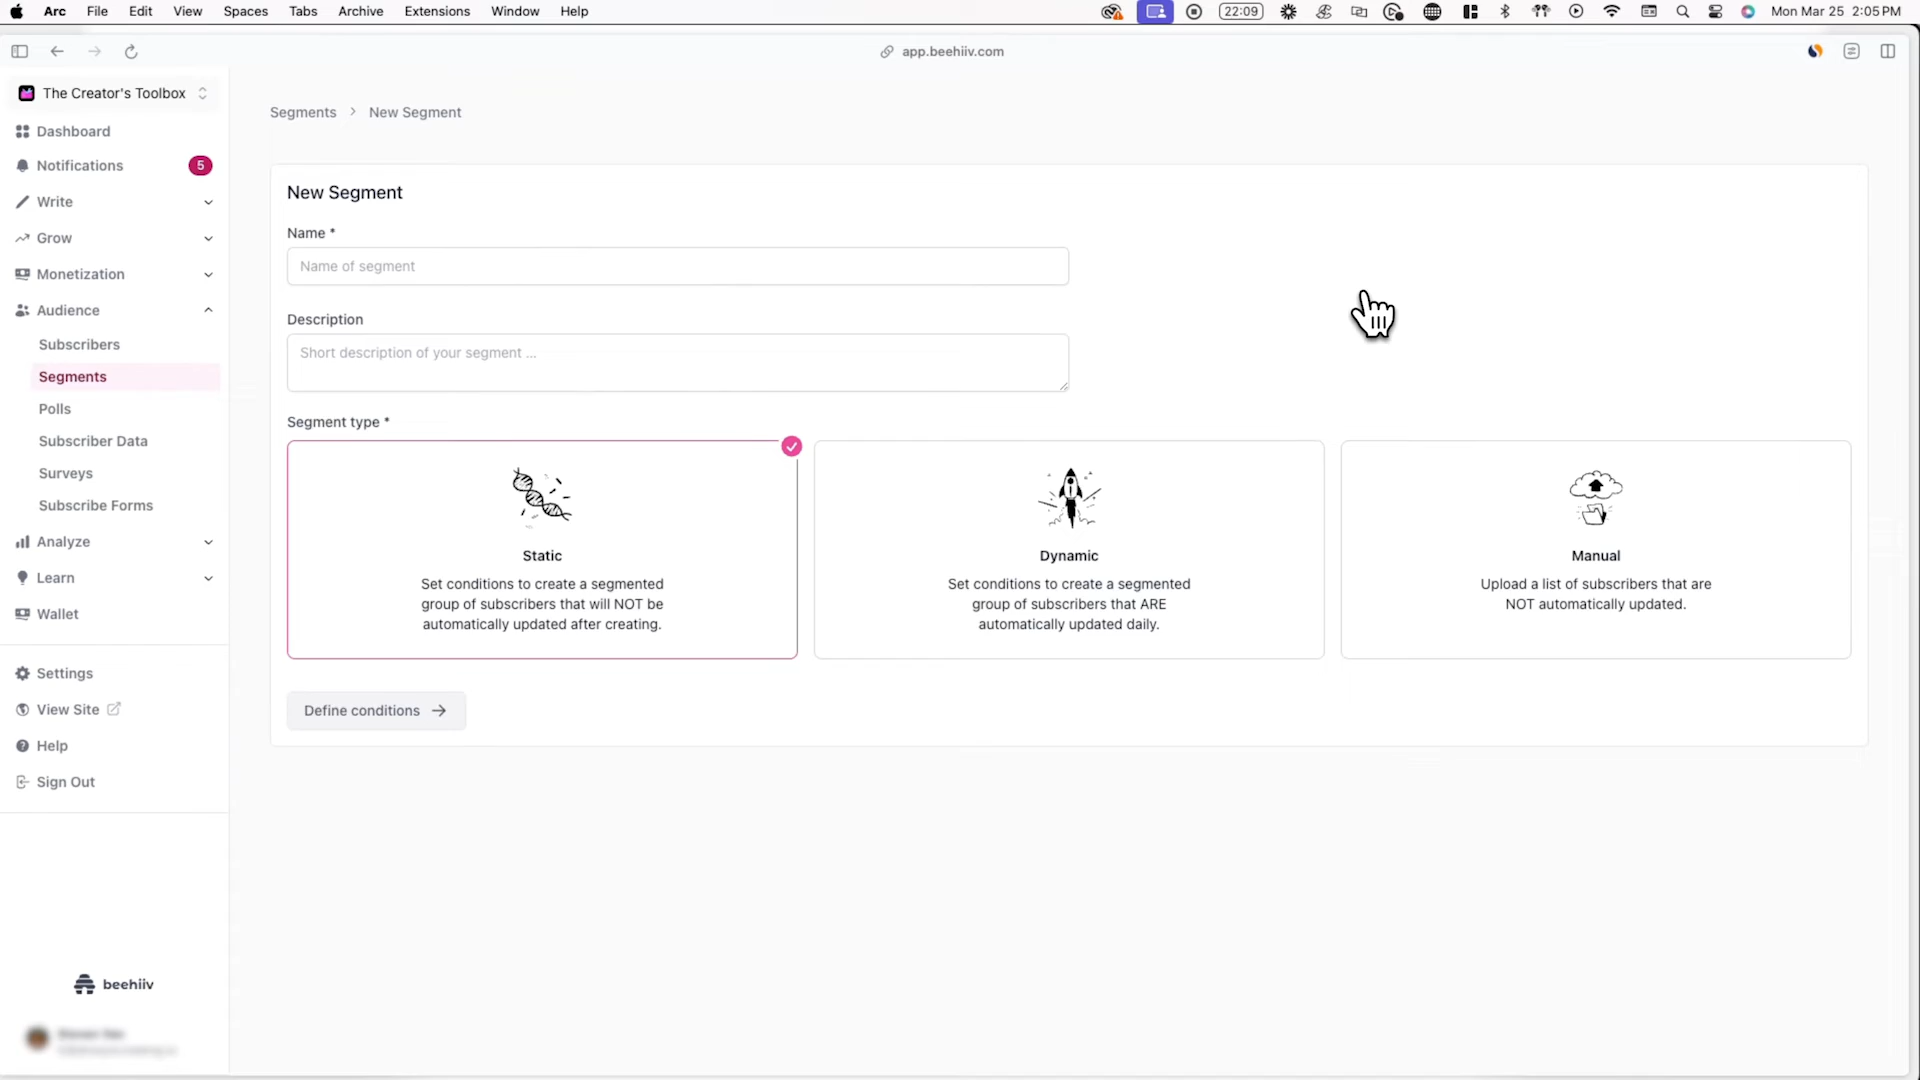 Arc File Edit View Spaces Tabs Archive Extensions Window Help 22:09 Mon Mar 25 2:05 PM
app.beehiiv.com
The Creator's Toolbox
Dashboard
Notifications 5
Write
Grow
Monetization
Audience
Subscribers
Segments
Polls
Subscriber Data
Surveys
Subscribe Forms
Analyze
Learn
Wallet
Settings
View Site
Help
Sign Out
beehiiv
Segments > New Segment
New Segment
Name *
Name of segment
Description
Short description of your segment ...
Segment type *
Static
Set conditions to create a segmented
group of subscribers that will NOT be
automatically updated after creating.
Dynamic
Set conditions to create a segmented
group of subscribers that ARE
automatically updated daily.
Manual
Upload a list of subscribers that are
NOT automatically updated.
Define conditions →